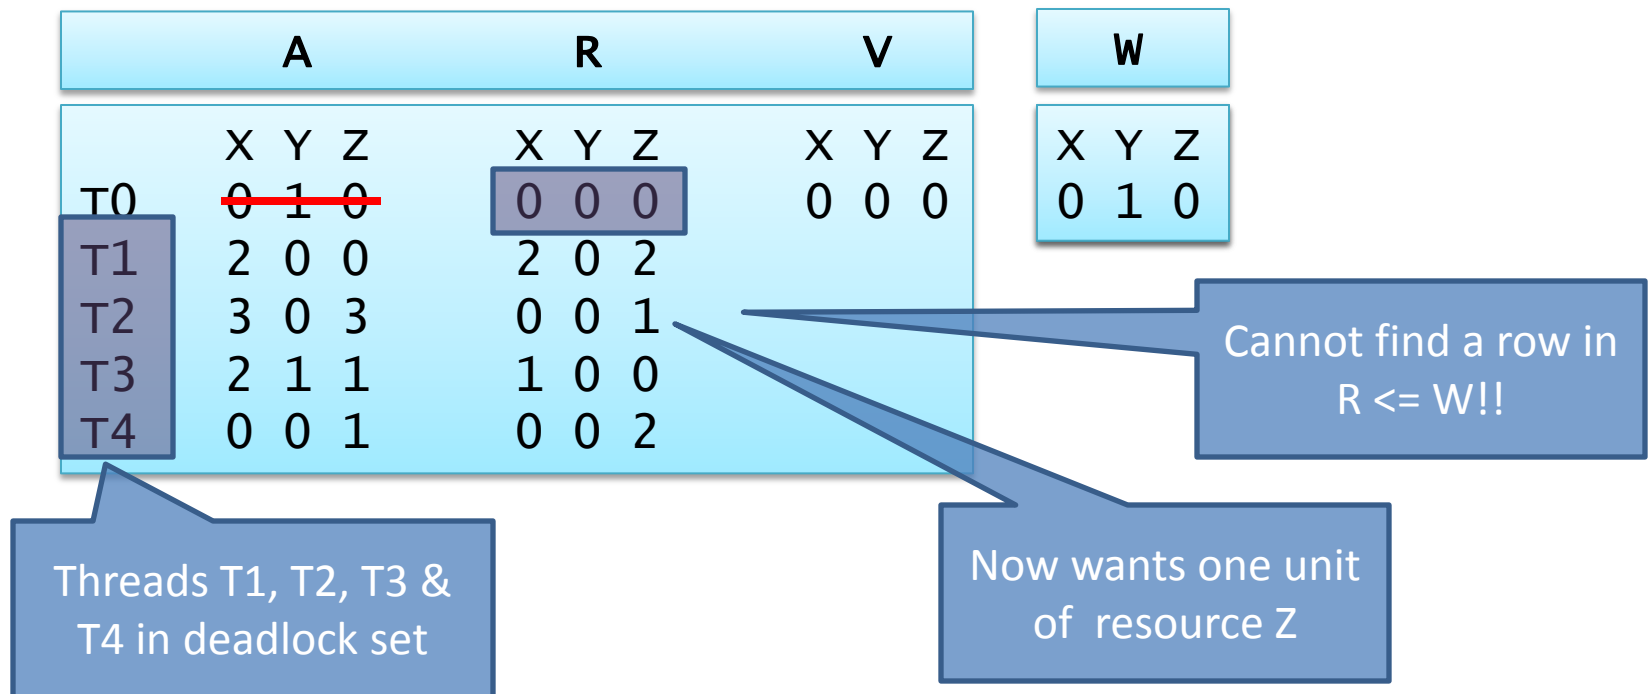 A R V W
X Y Z X Y Z X Y Z X Y Z
T0 0 1 0 0 0 0 0 0 0 0 1 0
T1 2 0 0 2 0 2
T2 3 0 3 0 0 1
T3 2 1 1 1 0 0
T4 0 0 1 0 0 2
Cannot find a row in
R <= W!!
Now wants one unit
of resource Z
Threads T1, T2, T3 &
T4 in deadlock set